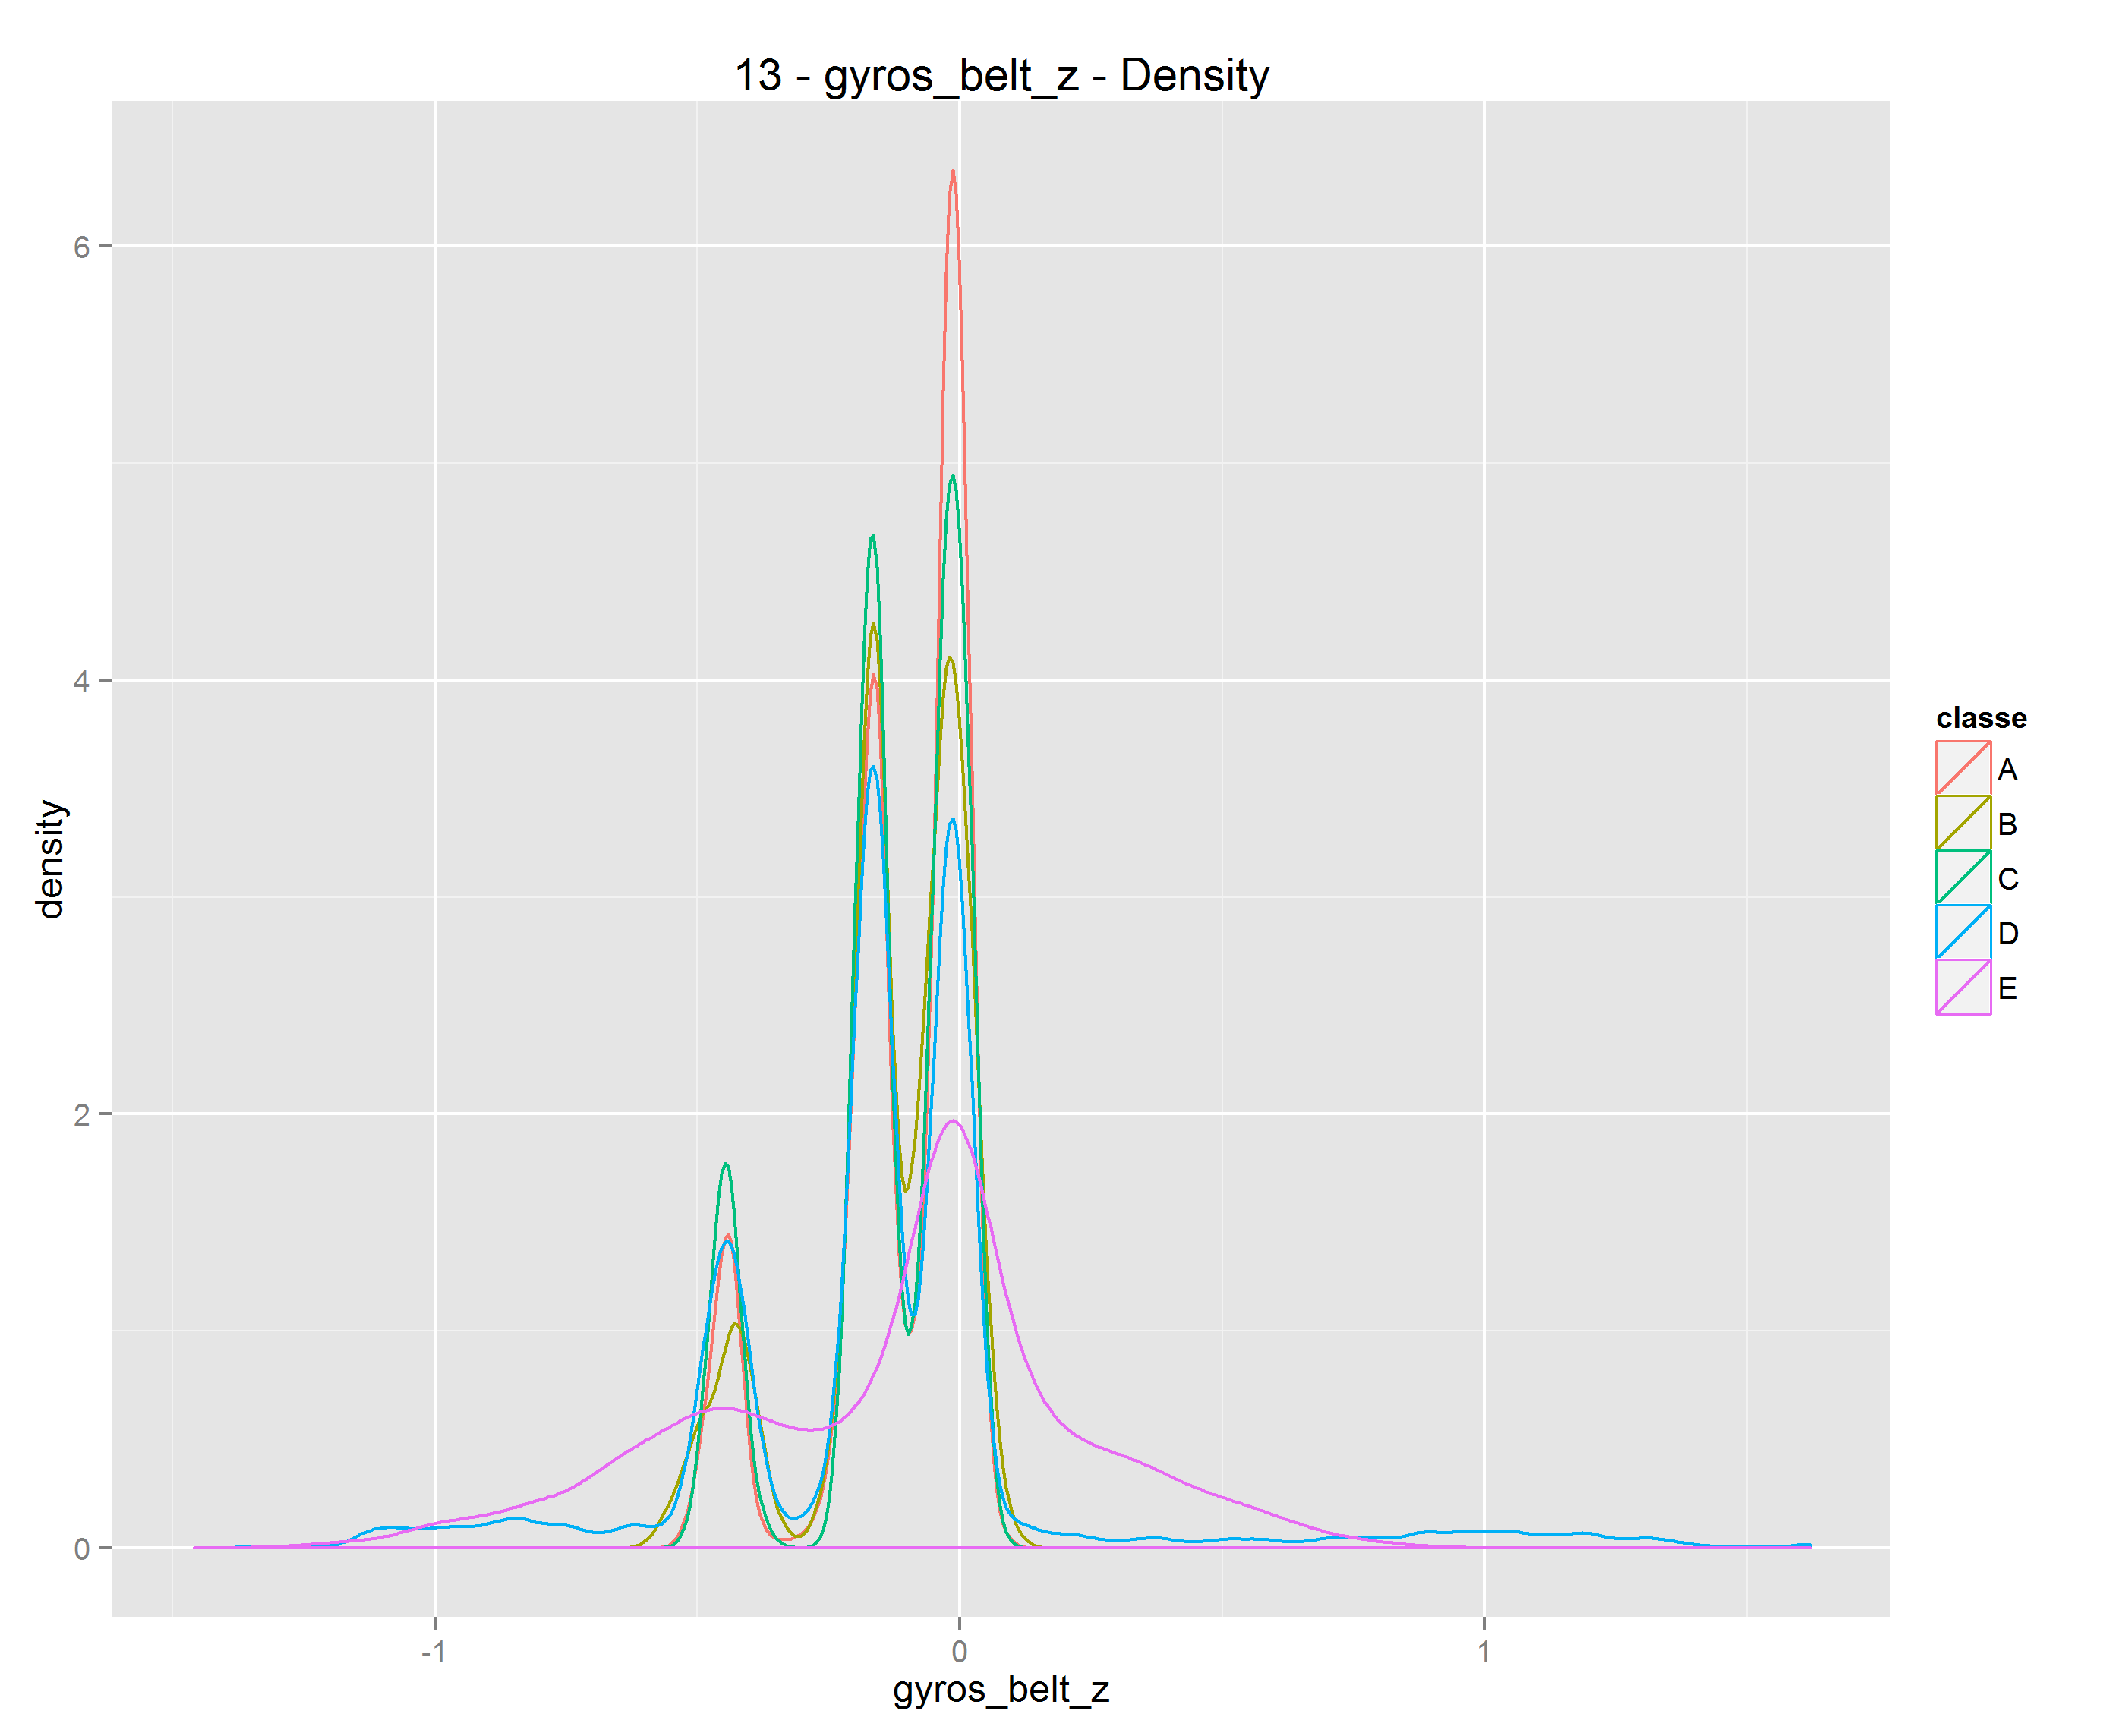 13 - gyros_belt_z - Density
6
4
2
0
density
-1
0
1
gyros_belt_z
classe
A
B
C
D
E